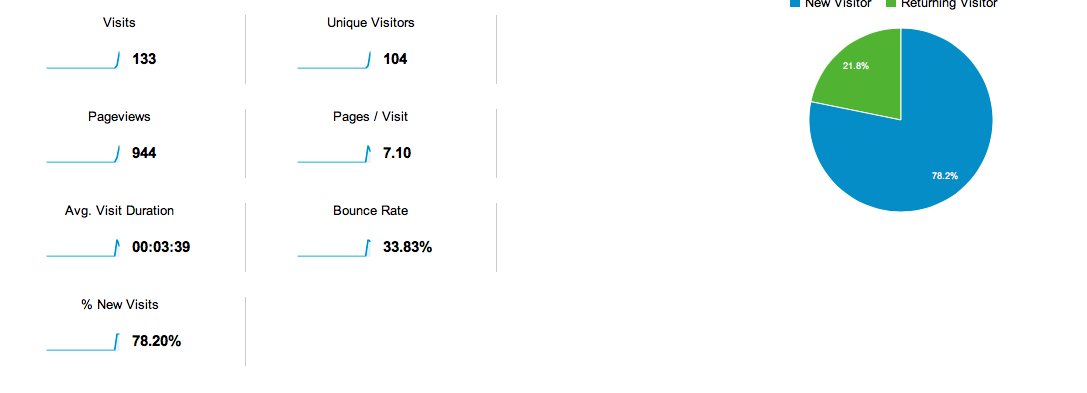 New Visitor Returning Visitor
Visits
133
Unique Visitors
104
Pageviews
944
Pages / Visit
7.10
Avg. Visit Duration
00:03:39
Bounce Rate
33.83%
% New Visits
78.20%
21.8%
78.2%